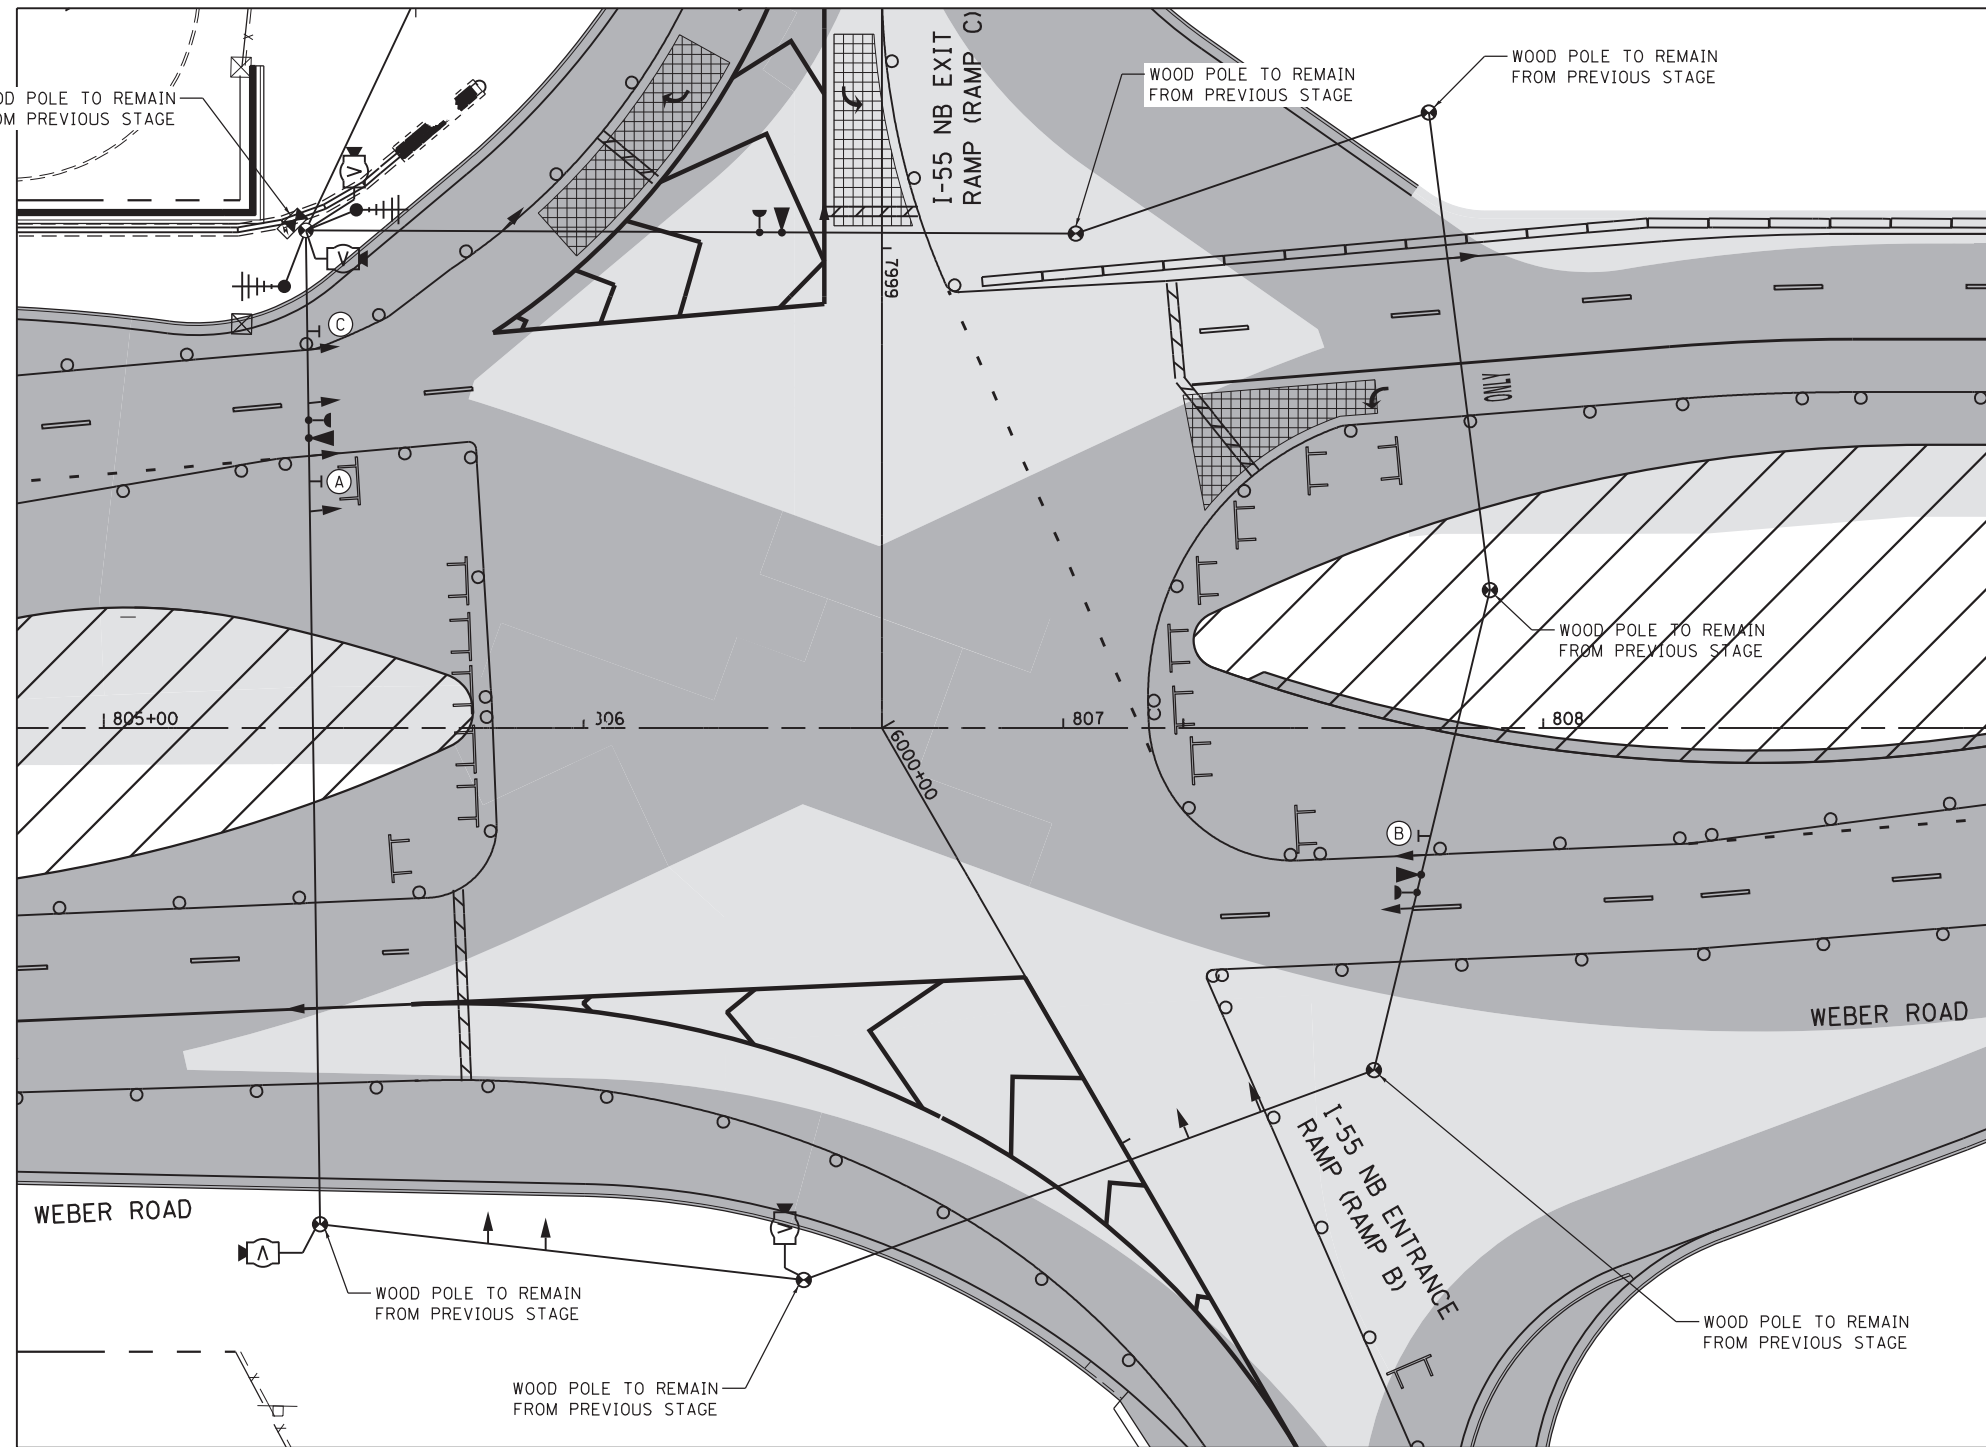 WOOD POLE TO REMAIN
FROM PREVIOUS STAGE
WOOD POLE TO REMAIN
FROM PREVIOUS STAGE
OD POLE TO REMAIN
OM PREVIOUS STAGE
I-55 NB EXIT
RAMP (RAMP C)
7999
C
A
ONLY
WOOD POLE TO REMAIN
FROM PREVIOUS STAGE
805+00
306
807
808
6000+00
B
WEBER ROAD
I-55 NB ENTRANCE
RAMP (RAMP B)
WEBER ROAD
V
V
V
V
WOOD POLE TO REMAIN
FROM PREVIOUS STAGE
WOOD POLE TO REMAIN
FROM PREVIOUS STAGE
WOOD POLE TO REMAIN
FROM PREVIOUS STAGE